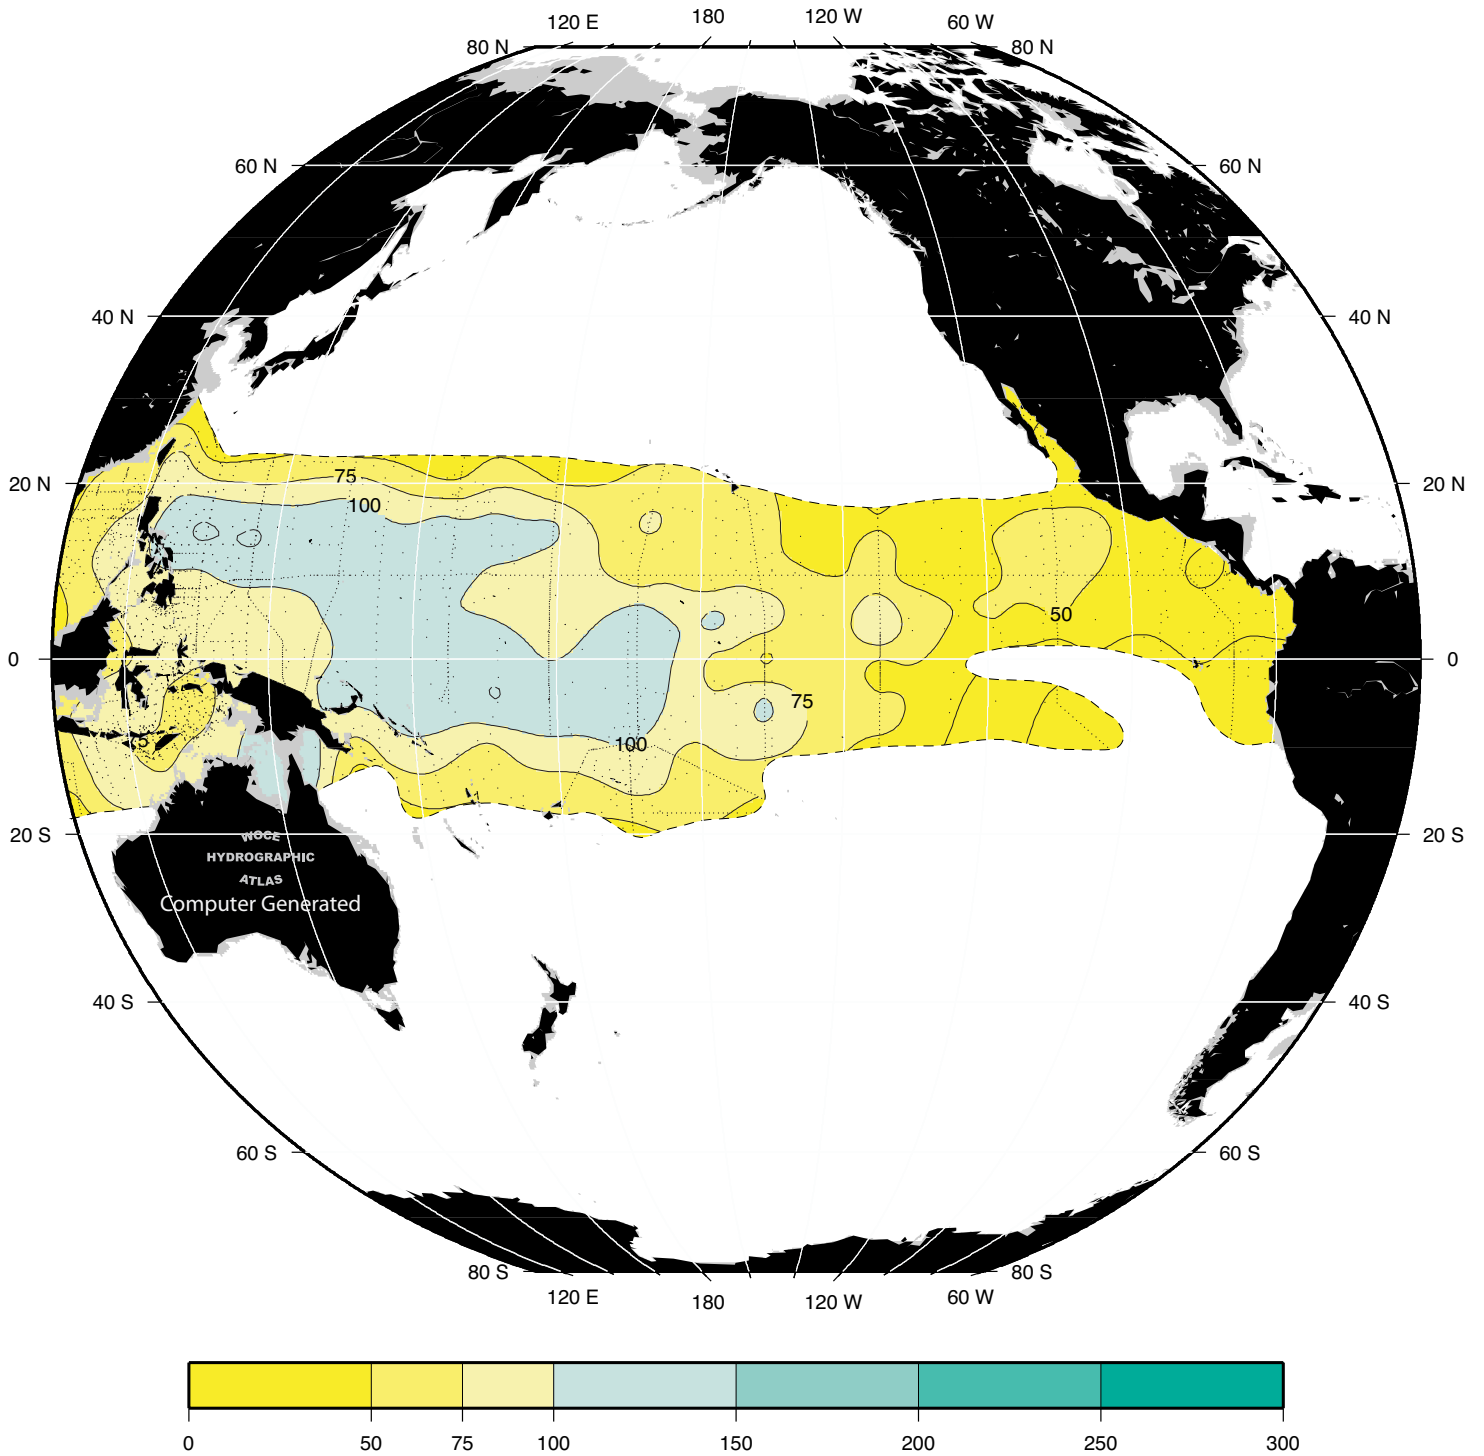 120 E 180 120 W 60 W
80 N 80 N
60 N 60 N
40 N 40 N
75
20 N 20 N
100
50
0 0
75
5
100
20 S 20 S
WOCE
HYDROGRAPHIC
ATLAS
Computer Generated
40 S 40 S
60 S 60 S
80 S 80 S
120 E 180 120 W 60 W
0 50 75 100 150 200 250 300